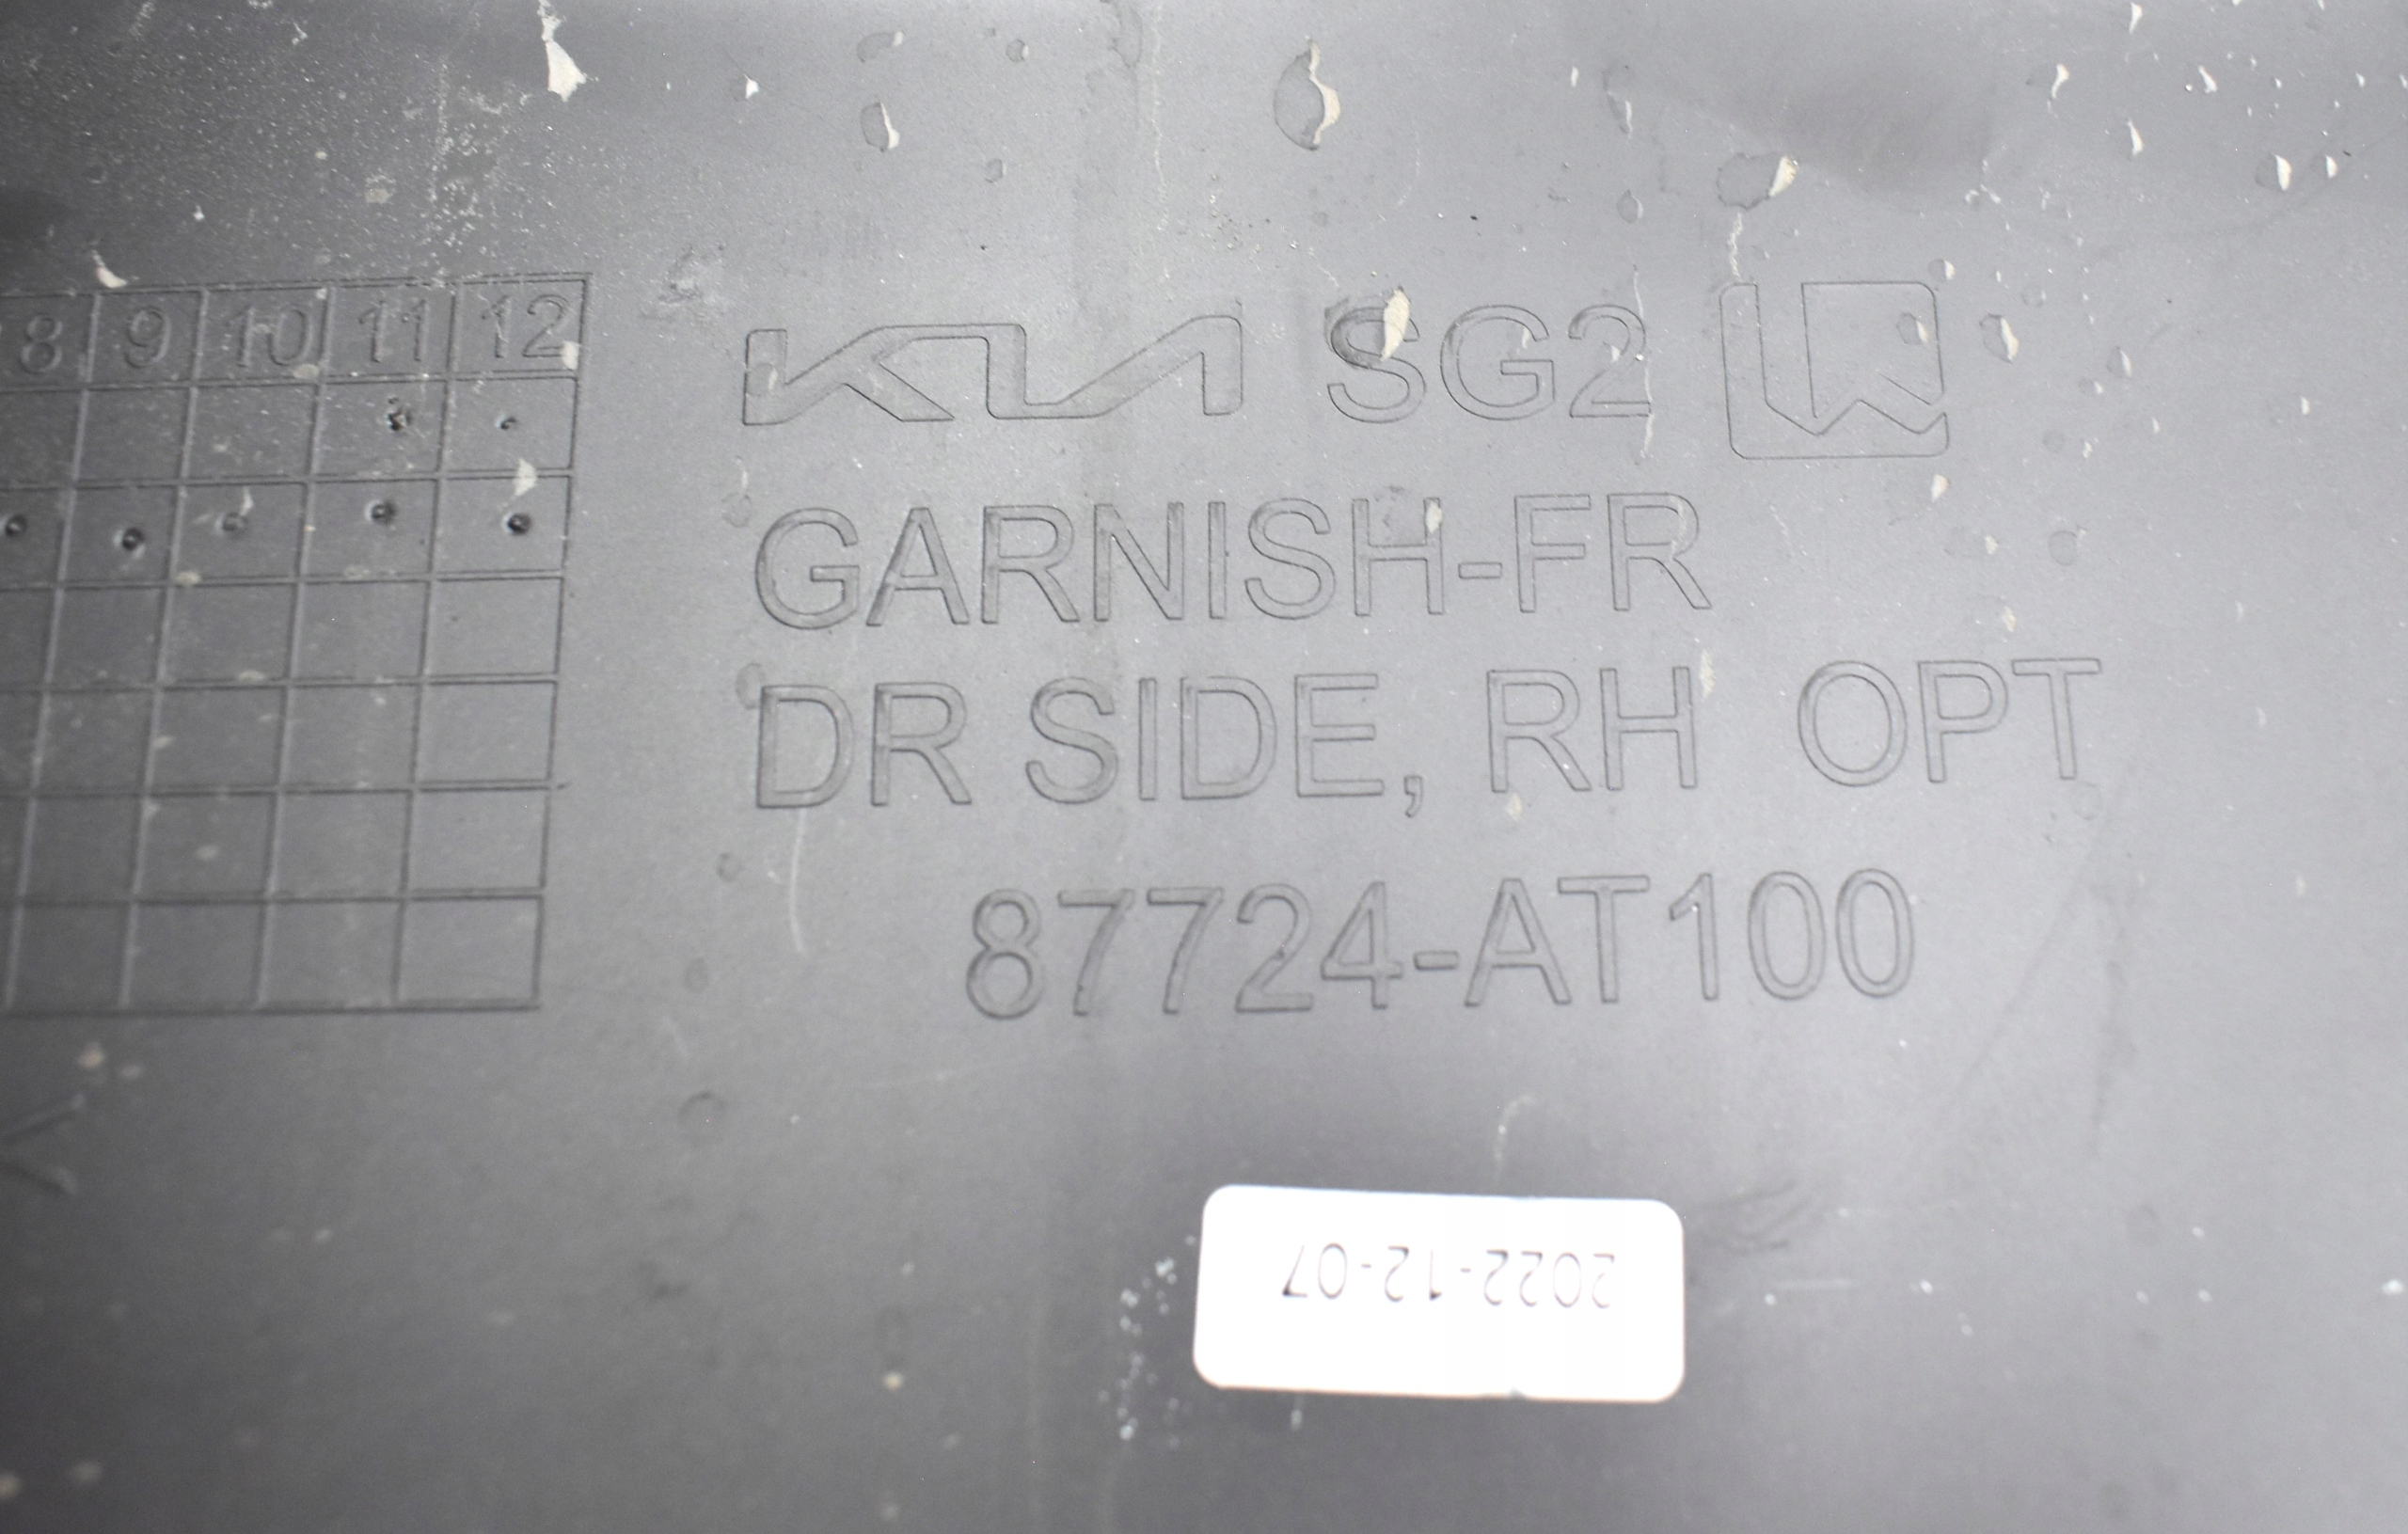 8 9 10 11 12
KIA SG2
GARNISH-FR
DR SIDE, RH OPT
87724-AT100
2022-12-07